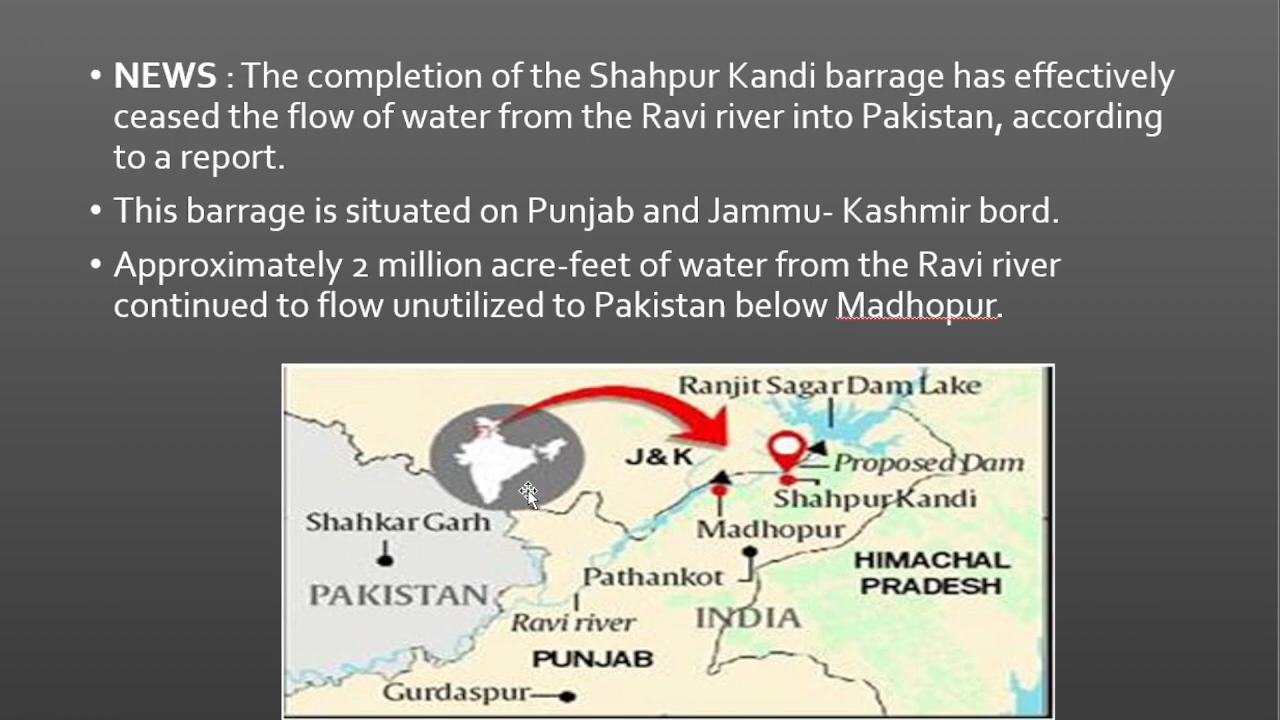 • NEWS : The completion of the Shahpur Kandi barrage has effectively
ceased the flow of water from the Ravi river into Pakistan, according
to a report.
• This barrage is situated on Punjab and Jammu- Kashmir bord.
• Approximately 2 million acre-feet of water from the Ravi river
continued to flow unutilized to Pakistan below Madhopur.
Ranjit Sagar Dam Lake
J&K
Proposed Dam
Shahpur Kandi
Shahkar Garh
Madhopur
HIMACHAL
PRADESH
Pathankot
PAKISTAN
INDIA
Ravi river
PUNJAB
Gurdaspur